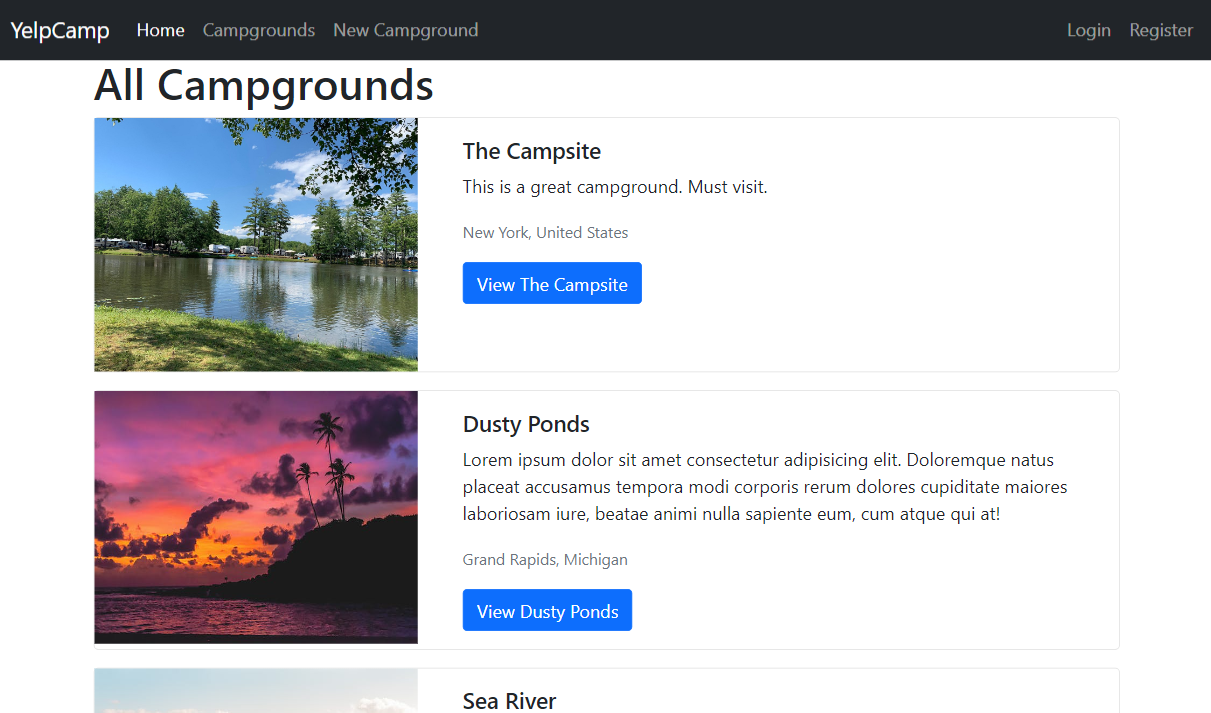 YelpCamp Home Campgrounds New Campground Login Register
All Campgrounds
The Campsite
This is a great campground. Must visit.
New York, United States
View The Campsite
Dusty Ponds
Lorem ipsum dolor sit amet consectetur adipisicing elit. Doloremque natus
placeat accusamus tempora modi corporis rerum dolores cupiditate maiores
laboriosam iure, beatae animi nulla sapiente eum, cum atque qui at!
Grand Rapids, Michigan
View Dusty Ponds
Sea River